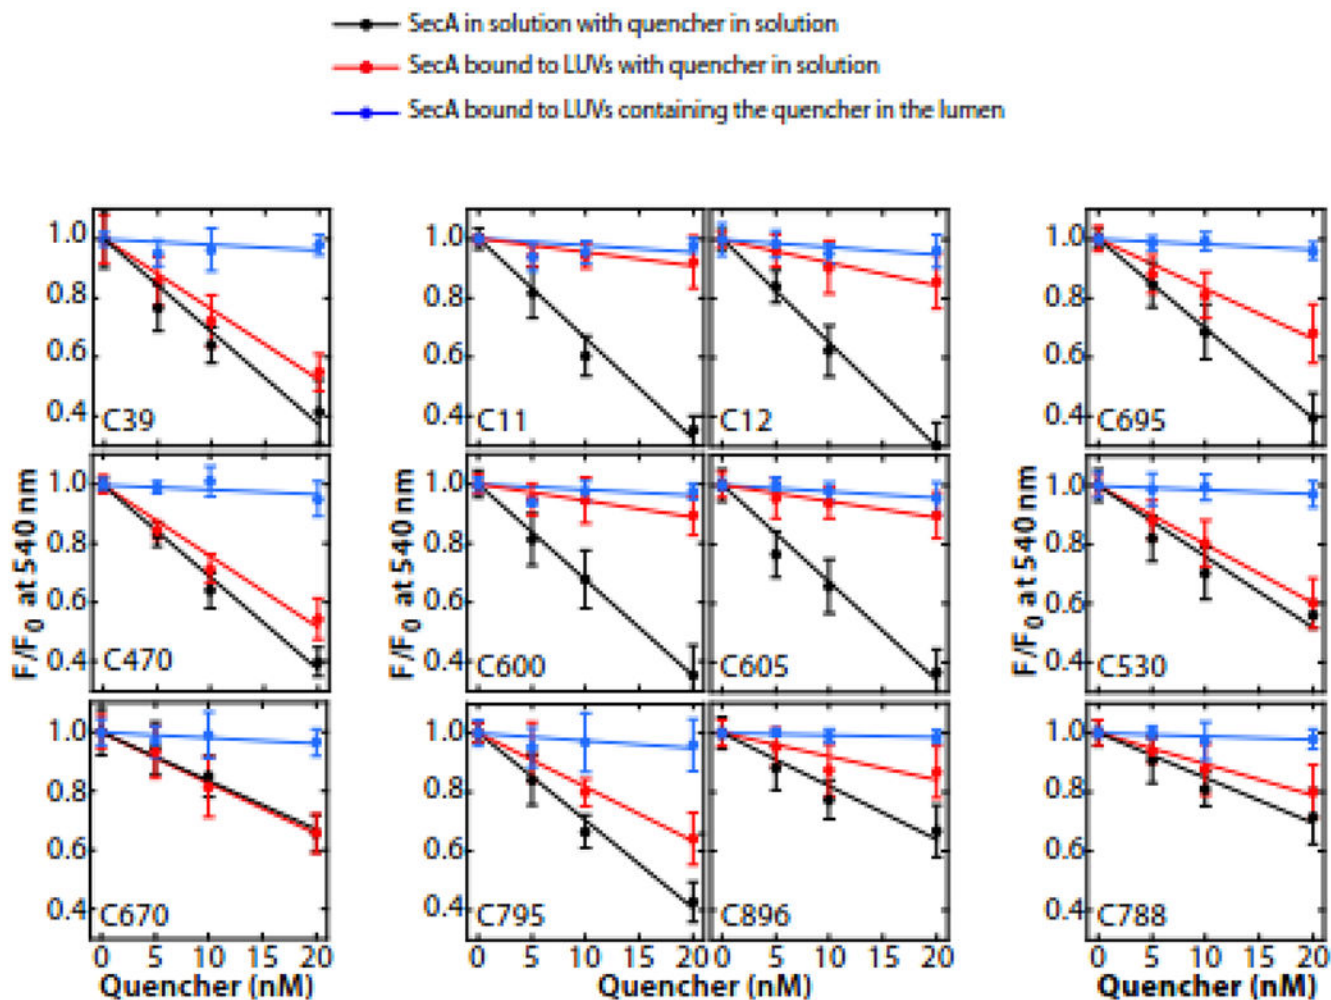 SecA in solution with quencher in solution
SecA bound to LUVs with quencher in solution
SecA bound to LUVs containing the quencher in the lumen
1.0
0.8
0.6
0.4
C39
1.0
0.8
0.6
0.4
C11
C12
1.0
0.8
0.6
0.4
C695
F/F0 at 540 nm
1.0
0.8
0.6
0.4
C470
F/F0 at 540 nm
1.0
0.8
0.6
0.4
C600
C605
F/F0 at 540 nm
1.0
0.8
0.6
0.4
C530
1.0
0.8
0.6
0.4
C670
1.0
0.8
0.6
0.4
C795
C896
1.0
0.8
0.6
0.4
C788
0 5 10 15 20
0 5 10 15 20
0 5 10 15 20
0 5 10 15 20
Quencher (nM)
Quencher (nM)
Quencher (nM)
Quencher (nM)